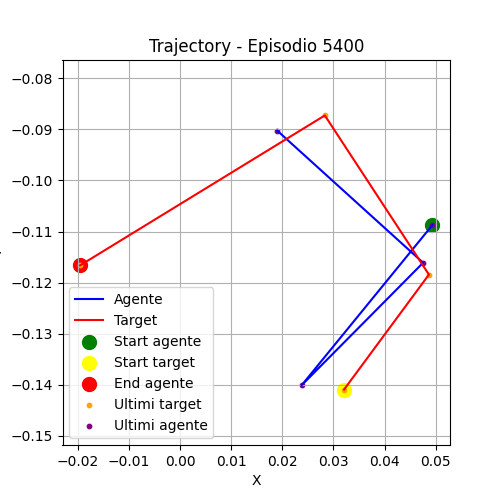 Trajectory - Episodio 5400
−0.08
−0.09
−0.10
−0.11
−0.12
−0.13
−0.14
−0.15
Agente
Target
Start agente
Start target
End agente
Ultimi target
Ultimi agente
−0.02 −0.01 0.00 0.01 0.02 0.03 0.04 0.05
X